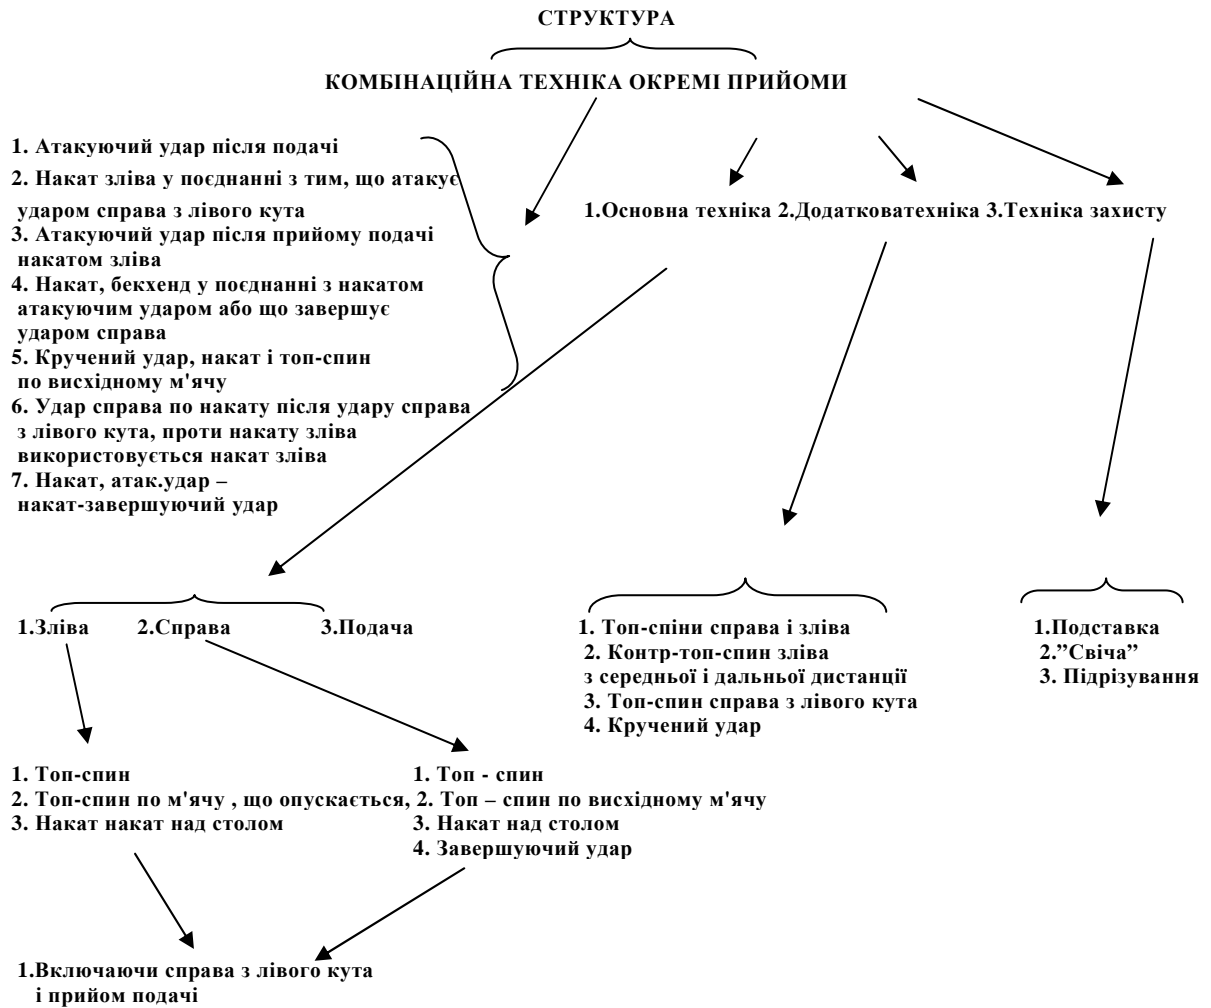 СТРУКТУРА
КОМБІНАЦІЙНА ТЕХНІКА ОКРЕМІ ПРИЙОМИ
1. Атакуючий удар після подачі
2. Накат зліва у поєднанні з тим, що атакує
ударом справа з лівого кута
3. Атакуючий удар після прийому подачі
накатом зліва
4. Накат, бекхенд у поєднанні з накатом
атакуючим ударом або що завершує
ударом справа
5. Кручений удар, накат і топ-спин
по висхідному м'ячу
6. Удар справа по накату після удару справа
з лівого кута, проти накату зліва
використовується накат зліва
7. Накат, атак.удар –
накат-завершуючий удар
1.Основна техніка 2.Додатковатехніка 3.Техніка захисту
1.Зліва 2.Справа 3.Подача
1. Топ-спіни справа і зліва
2. Контр-топ-спин зліва
з середньої і дальньої дистанції
3. Топ-спин справа з лівого кута
4. Кручений удар
1.Подставка
2.”Свіча”
3. Підрізування
1. Топ-спин
2. Топ-спин по м'ячу , що опускається,
3. Накат накат над столом
1. Топ - спин
2. Топ – спин по висхідному м'ячу
3. Накат над столом
4. Завершуючий удар
1.Включаючи справа з лівого кута
і прийом подачі